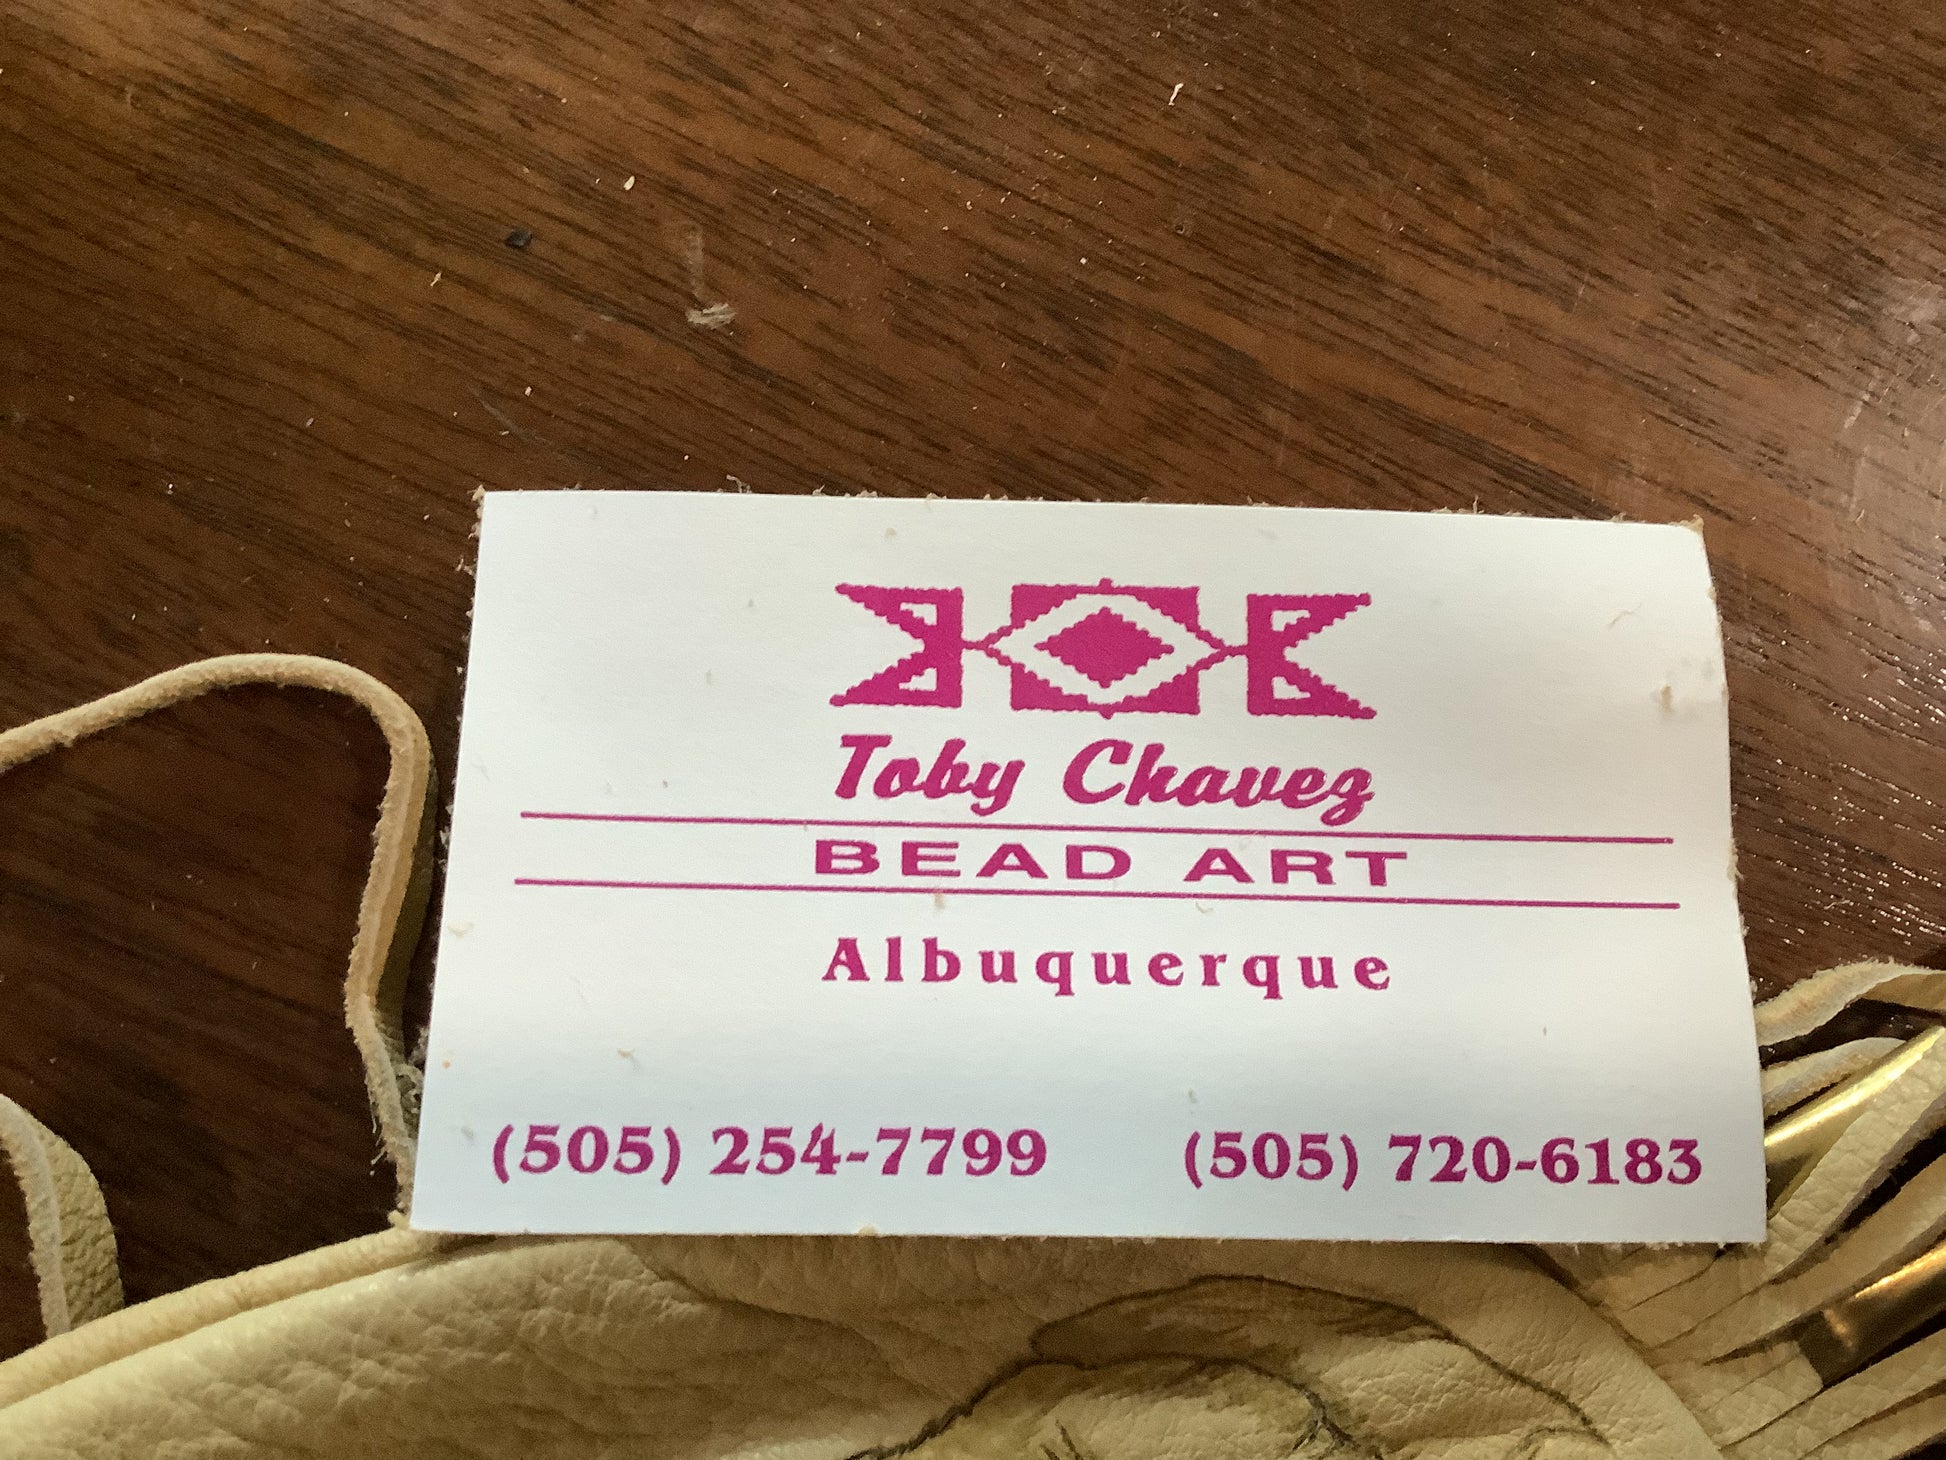 Toby Chavez
BEAD ART
Albuquerque
(505) 254-7799 (505) 720-6183